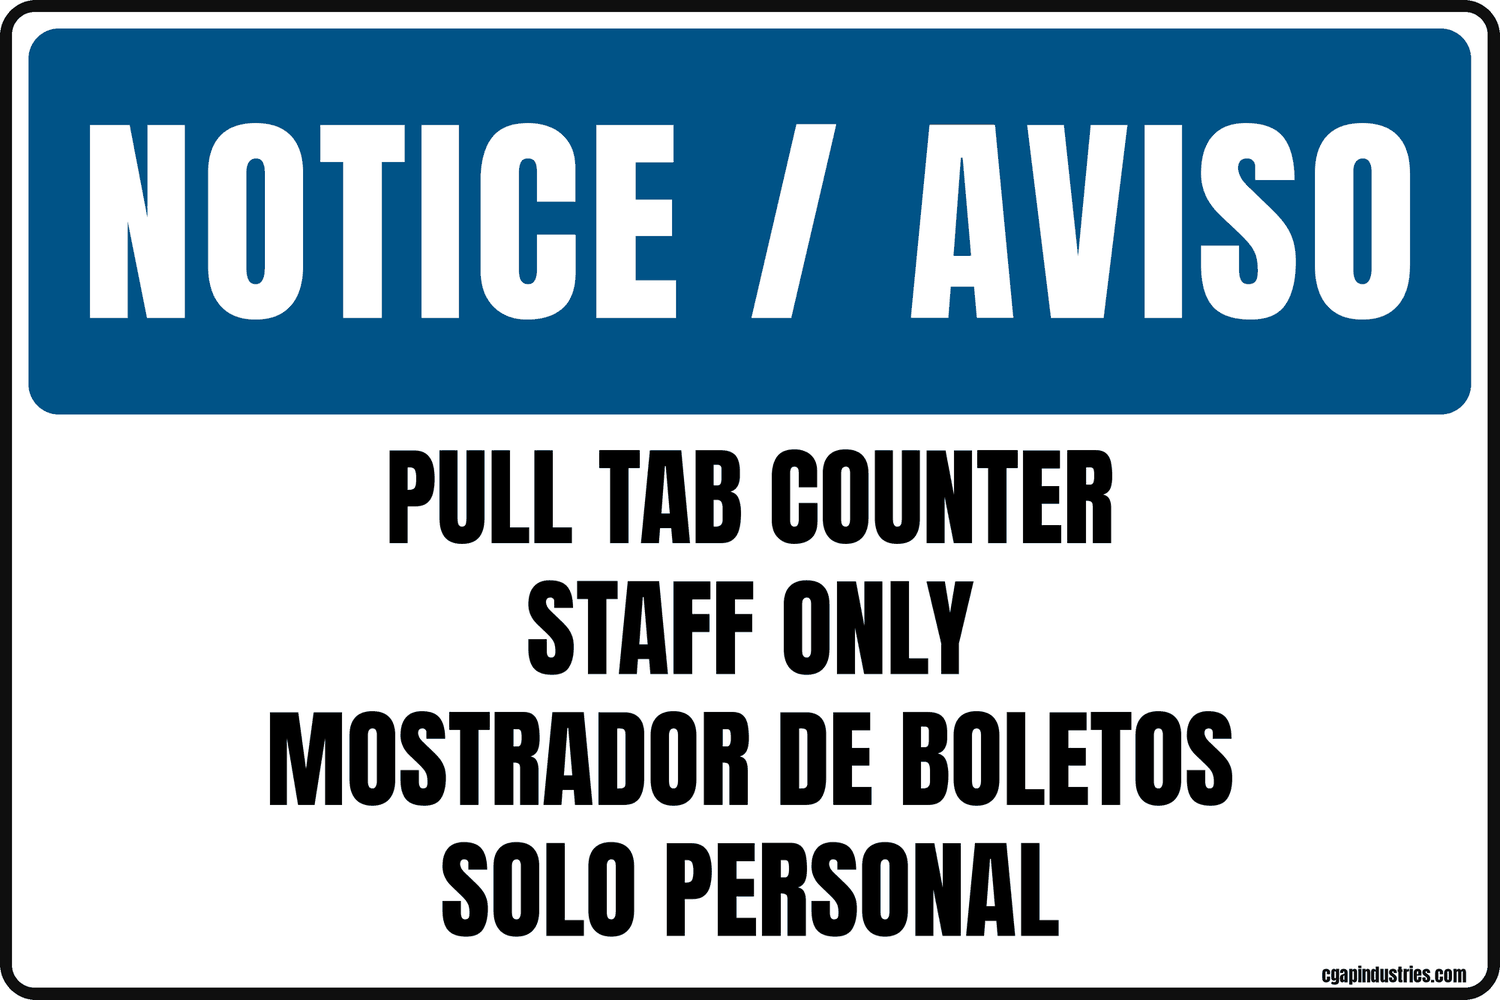 NOTICE / AVISO
PULL TAB COUNTER
STAFF ONLY
MOSTRADOR DE BOLETOS
SOLO PERSONAL
cgapindustries.com